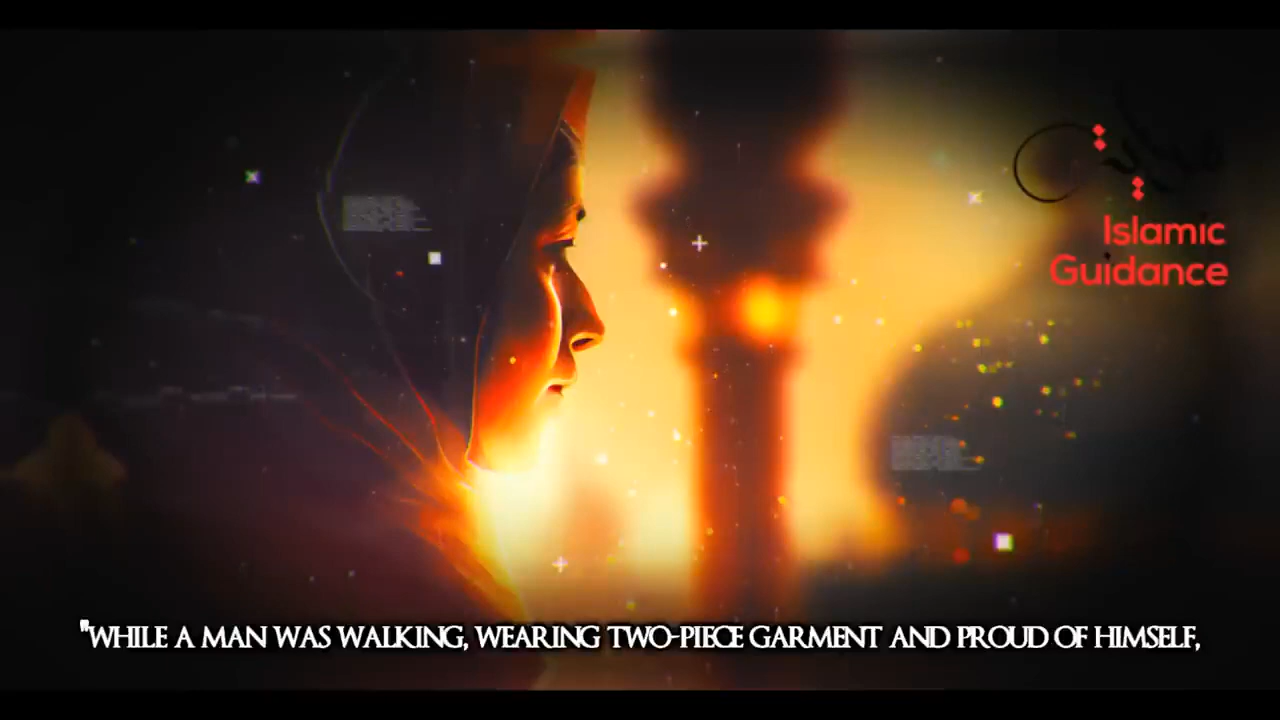 Islamic
Guidance
"WHILE A MAN WAS WALKING, WEARING TWO-PIECE GARMENT AND PROUD OF HIMSELF,